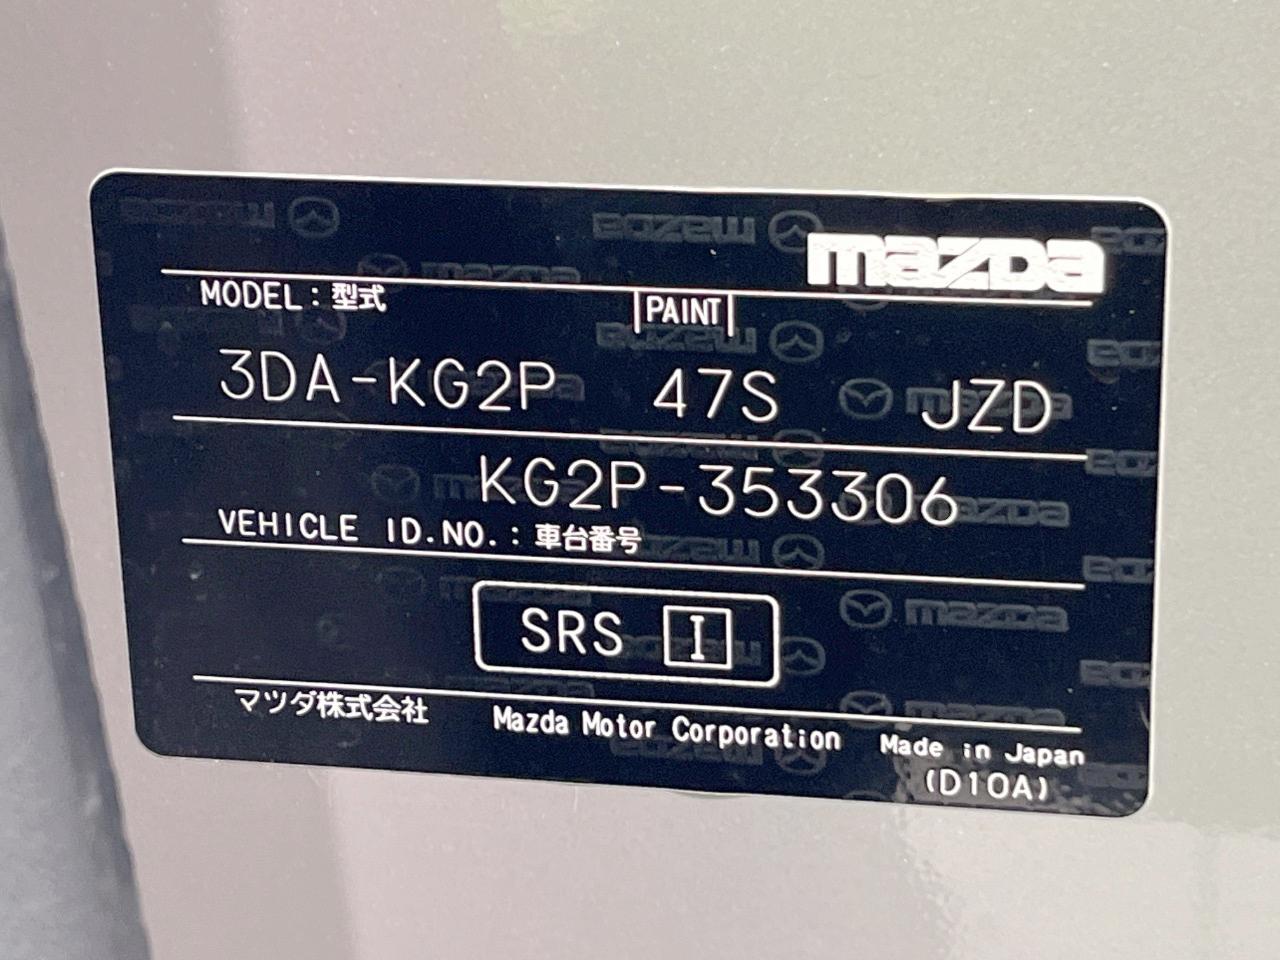 mazda
MODEL : 型式 PAINT
3DA-KG2P 47S JZD
KG2P-353306
VEHICLE ID.NO. : 車台番号
SRS I
マツダ株式会社 Mazda Motor Corporation Made in Japan
(D10A)